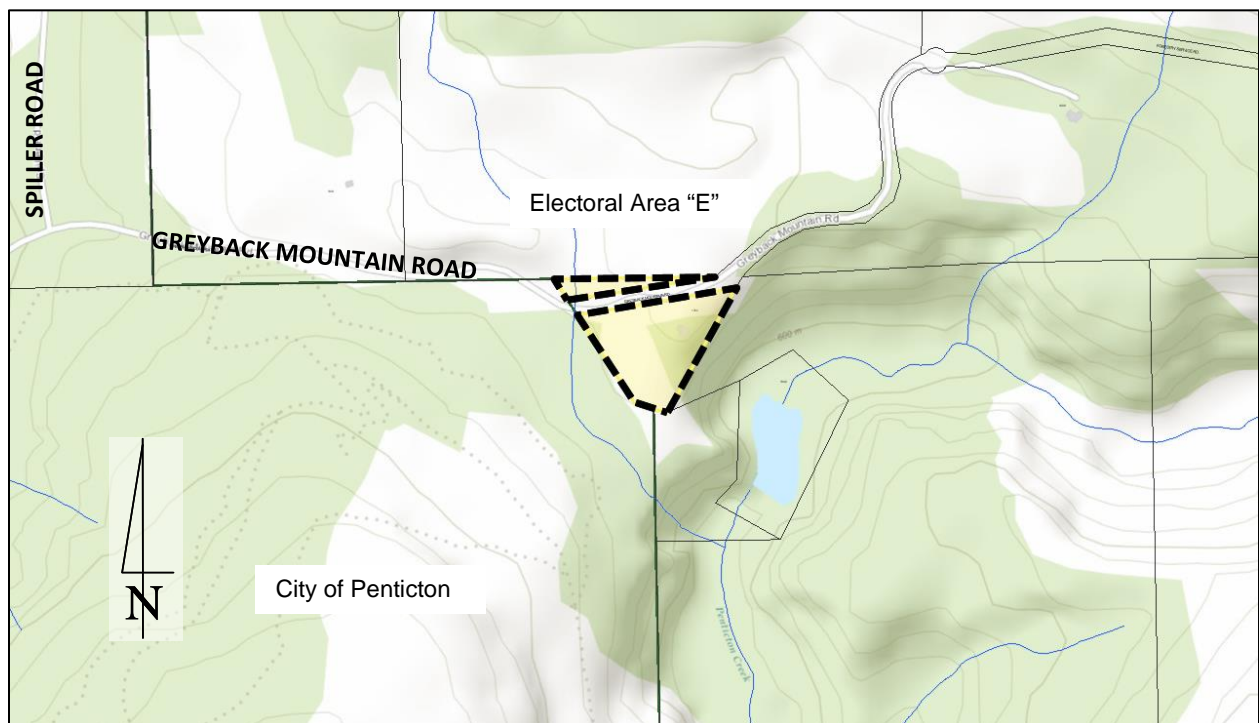 SPILLER ROAD
Electoral Area “E”
GREYBACK MOUNTAIN ROAD
Greyback Mountain Rd
600 m
N
City of Penticton
Penticton Creek